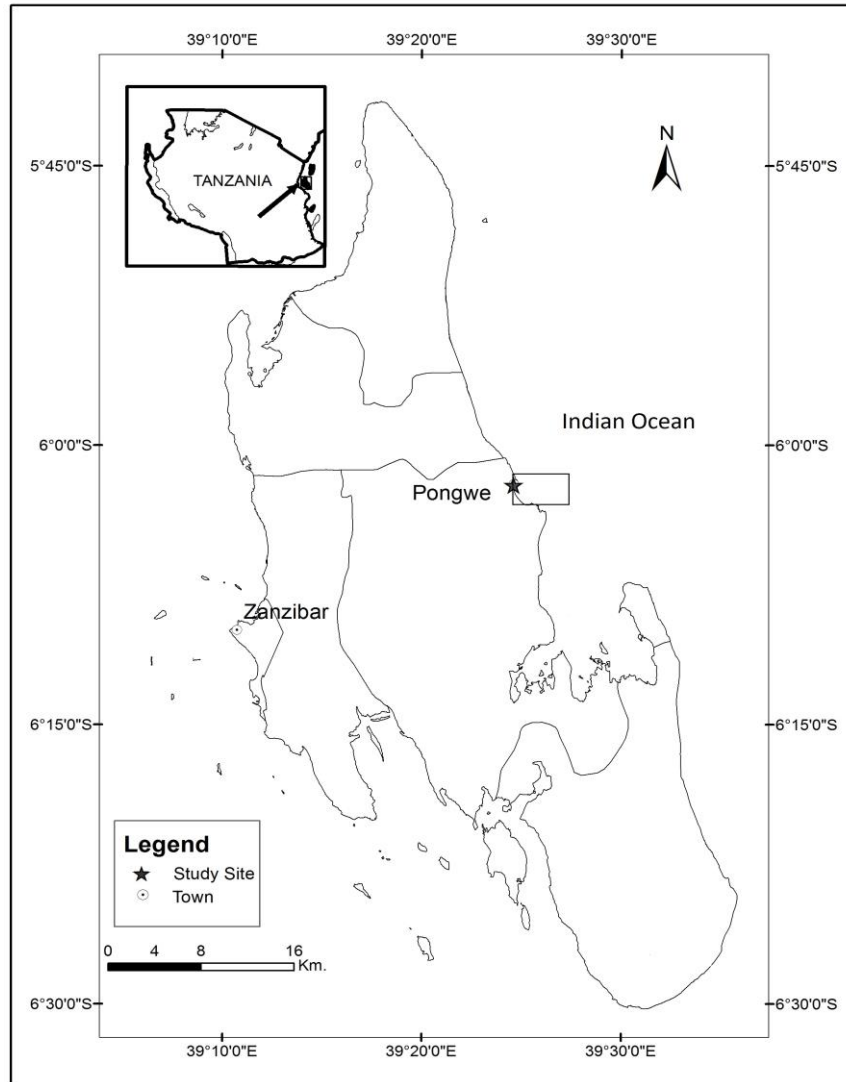 39°10'0"E 39°20'0"E 39°30'0"E
N
5°45'0"S 5°45'0"S
TANZANIA
Indian Ocean
6°0'0"S 6°0'0"S
Pongwe
Zanzibar
6°15'0"S 6°15'0"S
Legend
Study Site
Town
0 4 8 16
Km.
6°30'0"S 6°30'0"S
39°10'0"E 39°20'0"E 39°30'0"E